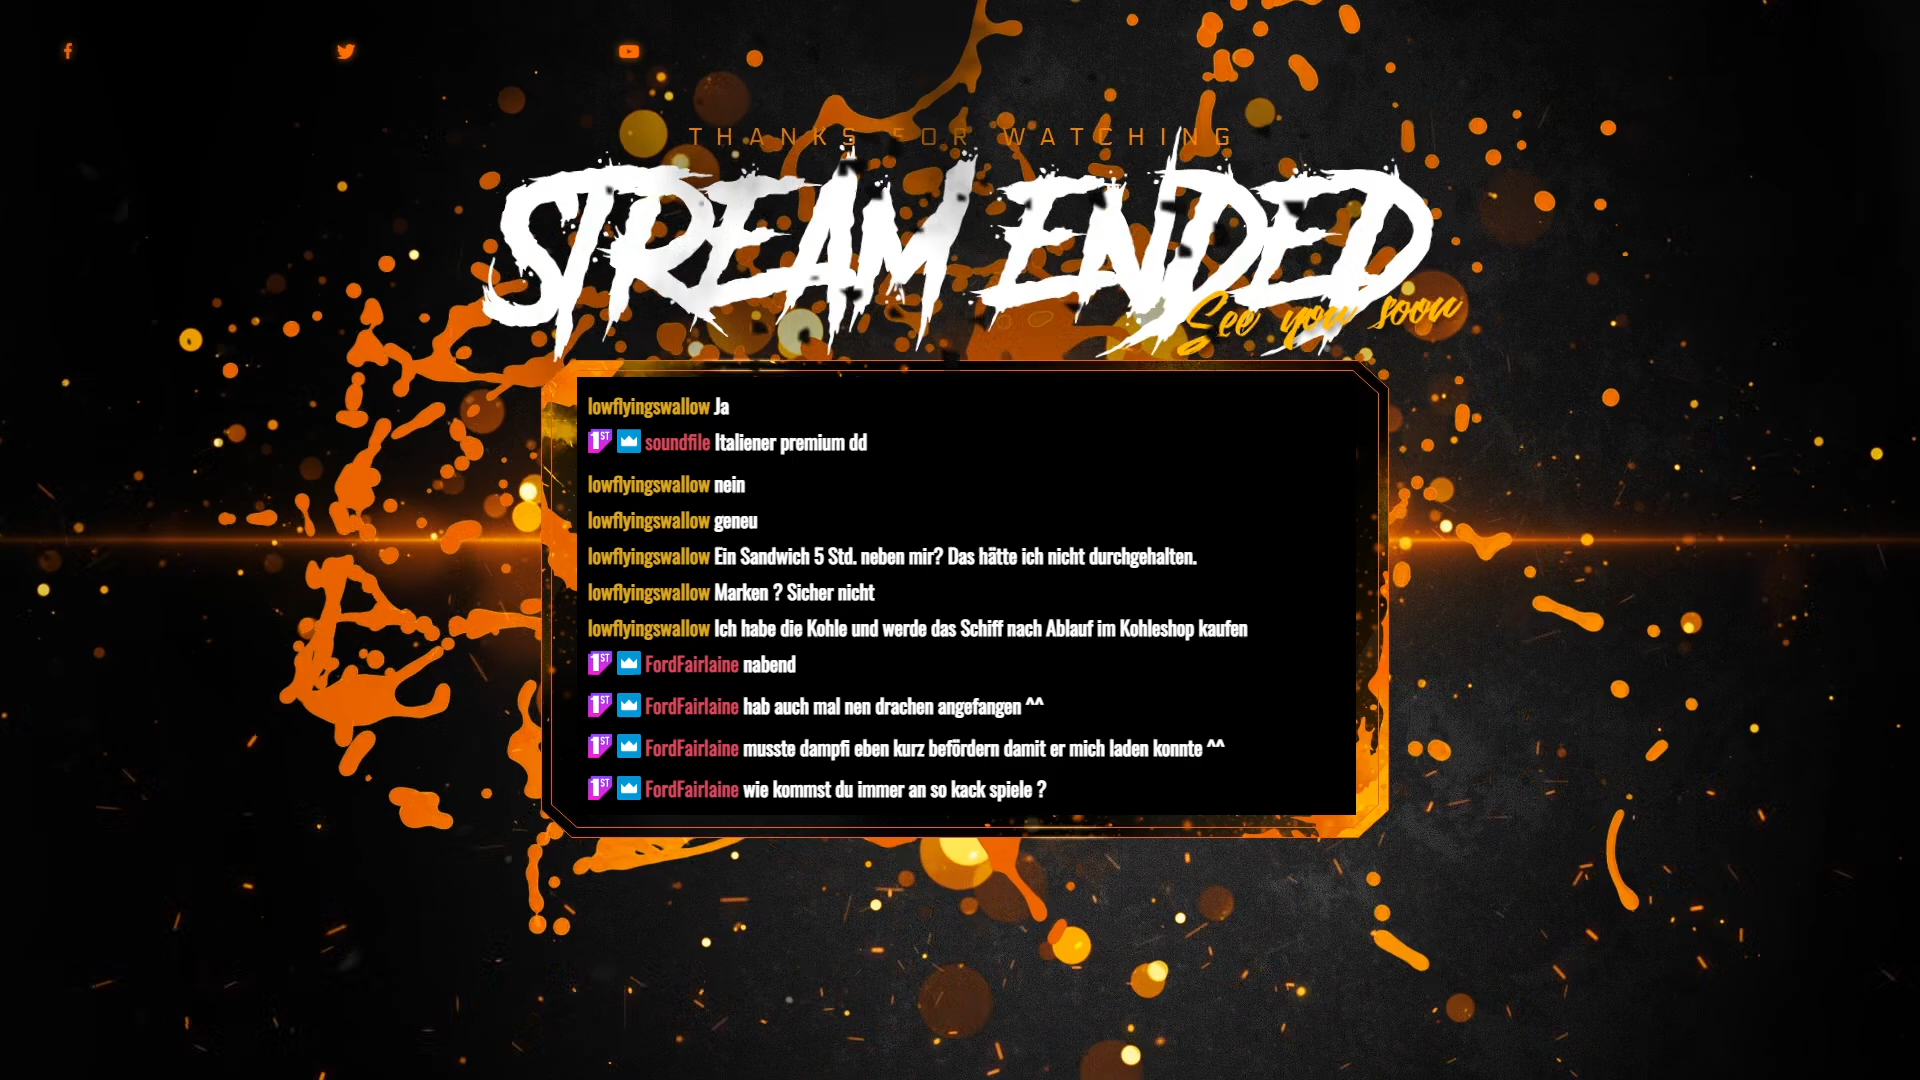 THANKS FOR WATCHING
STREAM ENDED
See you soon
lowflyingswallow Ja
1ST soundfile Italiener premium dd
lowflyingswallow nein
lowflyingswallow geneu
lowflyingswallow Ein Sandwich 5 Std. neben mir? Das hätte ich nicht durchgehalten.
lowflyingswallow Marken ? Sicher nicht
lowflyingswallow Ich habe die Kohle und werde das Schiff nach Ablauf im Kohleshop kaufen
1ST FordFairlaine nabend
1ST FordFairlaine hab auch mal nen drachen angefangen ^^
1ST FordFairlaine musste dampfi eben kurz befördern damit er mich laden konnte ^^
1ST FordFairlaine wie kommst du immer an so kack spiele ?